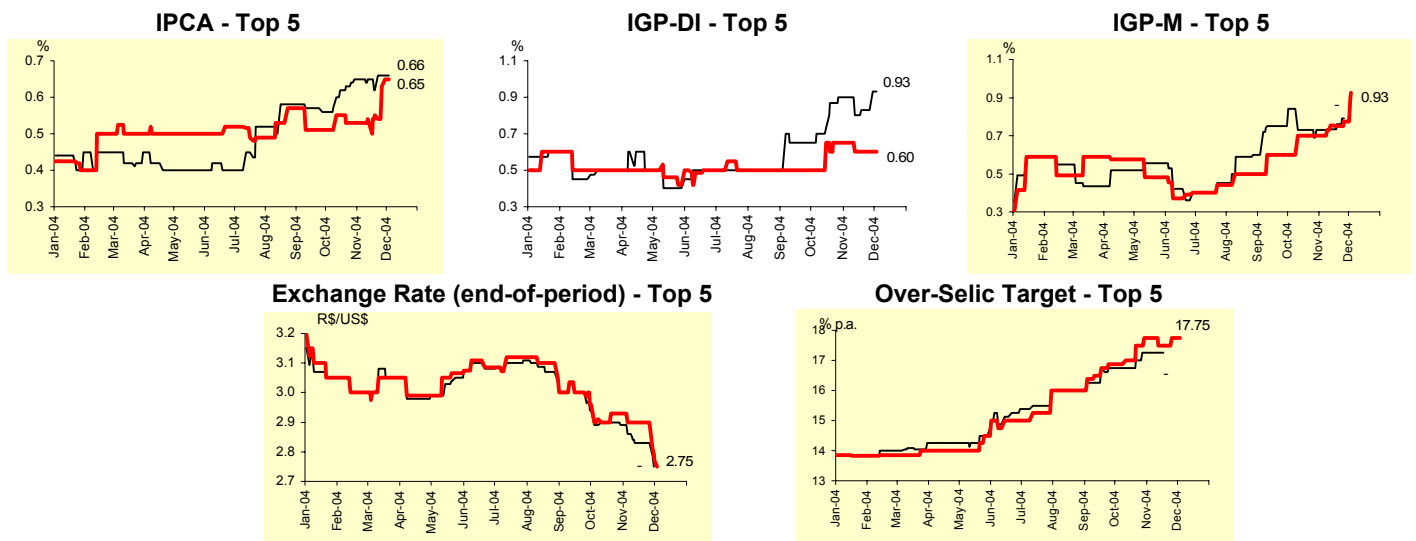 IPCA - Top 5
%
0.7
0.6
0.5
0.4
0.3
0.66
0.65
Jan-04
Feb-04
Mar-04
Apr-04
May-04
Jun-04
Jul-04
Aug-04
Sep-04
Oct-04
Nov-04
Dec-04
IGP-DI - Top 5
%
1.1
0.9
0.7
0.5
0.3
0.93
0.60
Jan-04
Feb-04
Mar-04
Apr-04
May-04
Jun-04
Jul-04
Aug-04
Sep-04
Oct-04
Nov-04
Dec-04
IGP-M - Top 5
%
1.1
0.9
0.7
0.5
0.3
-
0.93
Jan-04
Feb-04
Mar-04
Apr-04
May-04
Jun-04
Jul-04
Aug-04
Sep-04
Oct-04
Nov-04
Dec-04
Exchange Rate (end-of-period) - Top 5
R$/US$
3.2
3.1
3.0
2.9
2.8
2.7
-
2.75
Jan-04
Feb-04
Mar-04
Apr-04
May-04
Jun-04
Jul-04
Aug-04
Sep-04
Oct-04
Nov-04
Dec-04
Over-Selic Target - Top 5
% p.a.
18
17
16
15
14
13
17.75
-
Jan-04
Feb-04
Mar-04
Apr-04
May-04
Jun-04
Jul-04
Aug-04
Sep-04
Oct-04
Nov-04
Dec-04